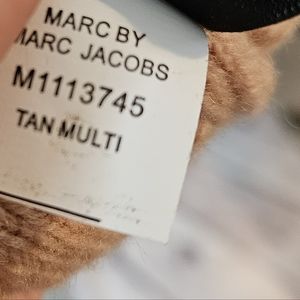 MARC BY
MARC JACOBS
M1113745
TAN MULTI